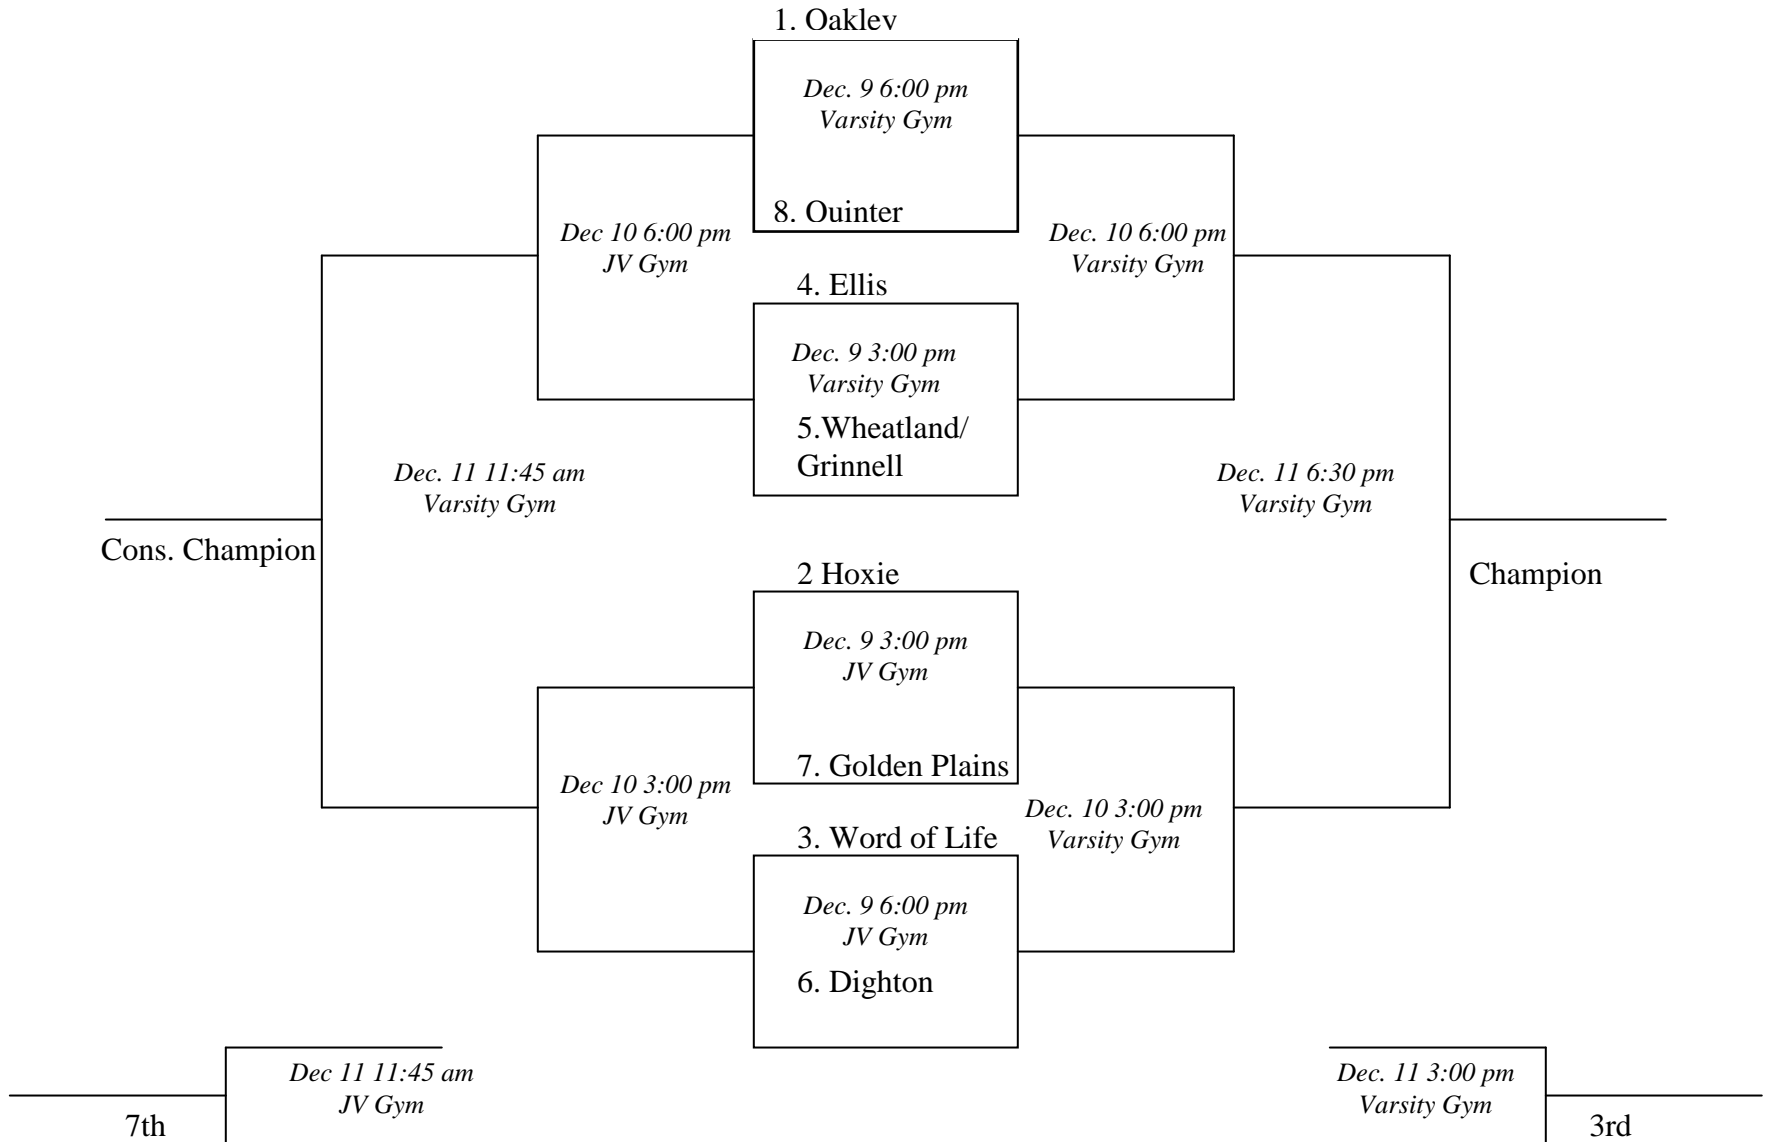 1. Oaklev
Dec. 9 6:00 pm
Varsity Gym
8. Ouinter
Dec 10 6:00 pm
JV Gym
Dec. 10 6:00 pm
Varsity Gym
4. Ellis
Dec. 9 3:00 pm
Varsity Gym
5.Wheatland/
Grinnell
Dec. 11 11:45 am
Varsity Gym
Dec. 11 6:30 pm
Varsity Gym
Cons. Champion
Champion
2 Hoxie
Dec. 9 3:00 pm
JV Gym
7. Golden Plains
Dec 10 3:00 pm
JV Gym
Dec. 10 3:00 pm
Varsity Gym
3. Word of Life
Dec. 9 6:00 pm
JV Gym
6. Dighton
Dec 11 11:45 am
JV Gym
7th
Dec. 11 3:00 pm
Varsity Gym
3rd